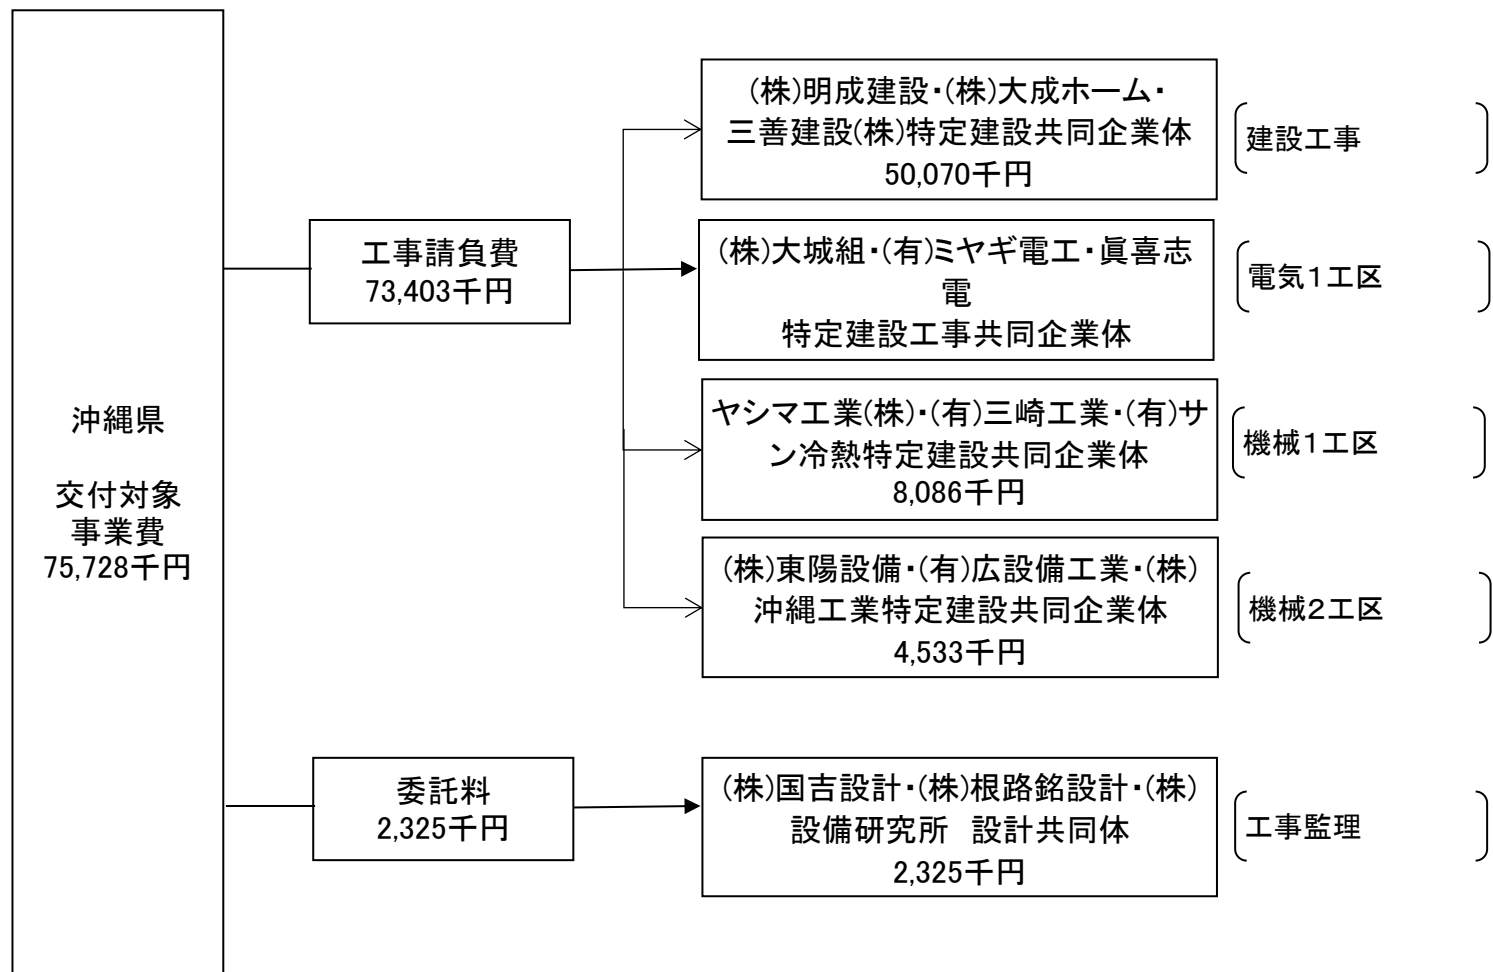 沖縄県
交付対象
事業費
75,728千円
工事請負費
73,403千円
(株)明成建設・(株)大成ホーム・
三善建設(株)特定建設共同企業体
50,070千円
建設工事
(株)大城組・(有)ミヤギ電工・眞喜志
電
特定建設工事共同企業体
電気１工区
ヤシマ工業(株)・(有)三崎工業・(有)サ
ン冷熱特定建設共同企業体
8,086千円
機械１工区
(株)東陽設備・(有)広設備工業・(株)
沖縄工業特定建設共同企業体
4,533千円
機械２工区
委託料
2,325千円
(株)国吉設計・(株)根路銘設計・(株)
設備研究所　設計共同体
2,325千円
工事監理